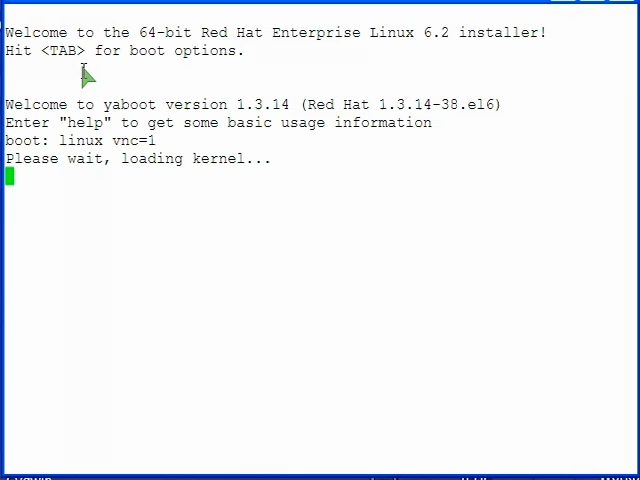 Welcome to the 64-bit Red Hat Enterprise Linux 6.2 installer!
Hit <TAB> for boot options.
Welcome to yaboot version 1.3.14 (Red Hat 1.3.14-38.el6)
Enter "help" to get some basic usage information
boot: linux vnc=1
Please wait, loading kernel...